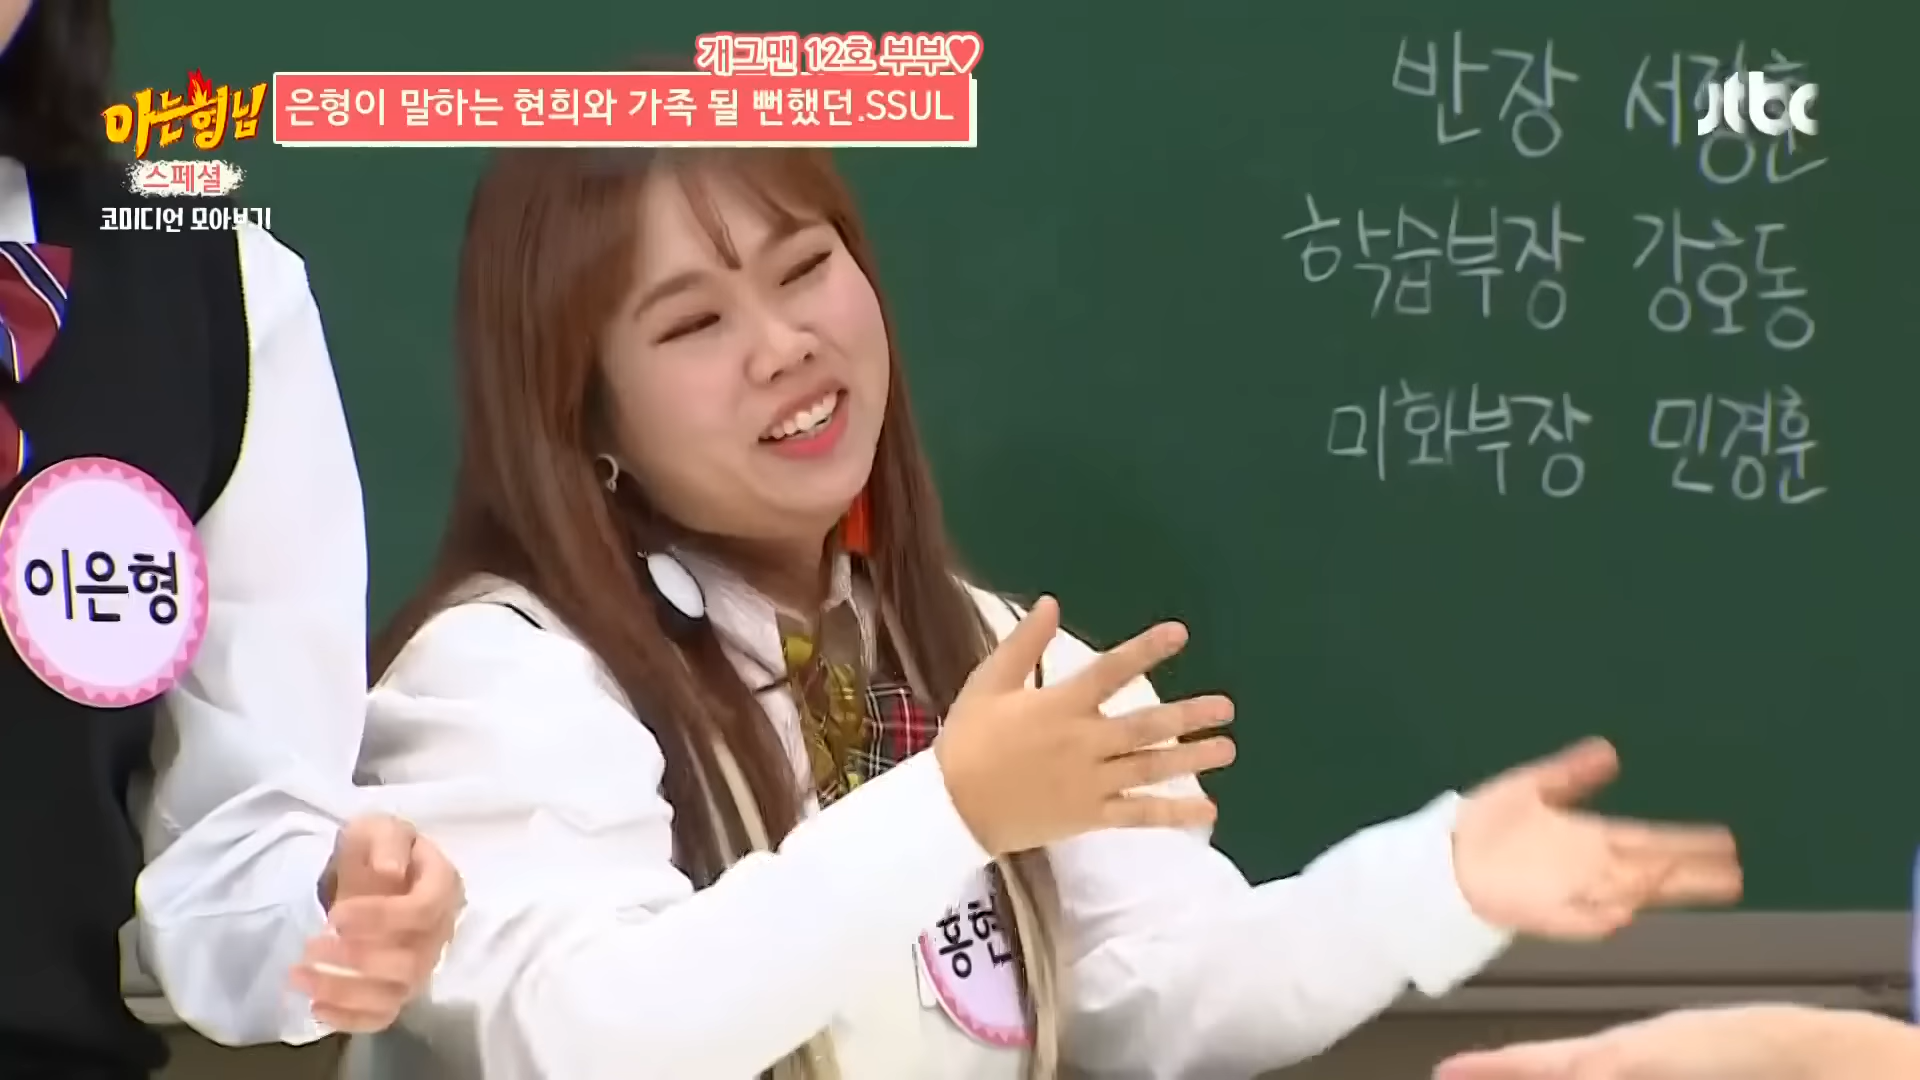 개그맨 12호 부부♡
은형이 말하는 현희와 가족 될 뻔했던.SSUL
아는형님
스페셜
코미디언 모아보기
jtbc
반장 서장훈
학습부장 강호동
미화부장 민경훈
이은형
홍현